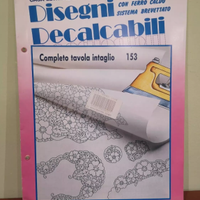 Disegni
CON FERRO CALDO
SISTEMA BREVETTATO
Decalcabili
Completo tavola intaglio 153